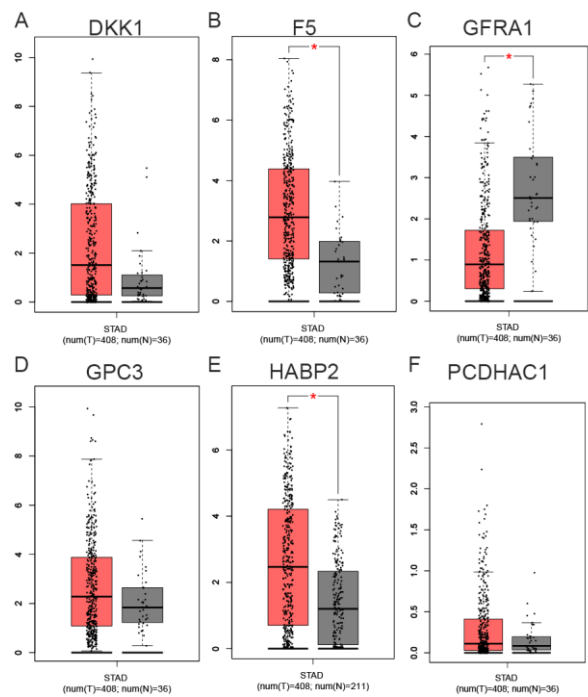 A DKK1
10
8
6
4
2
0
STAD
(num(T)=408; num(N)=36)
B F5
*
8
6
4
2
0
STAD
(num(T)=408; num(N)=36)
C GFRA1
*
6
5
4
3
2
1
0
STAD
(num(T)=408; num(N)=36)
D GPC3
10
8
6
4
2
0
STAD
(num(T)=408; num(N)=36)
E HABP2
*
6
4
2
0
STAD
(num(T)=408; num(N)=211)
F PCDHAC1
3.0
2.5
2.0
1.5
1.0
0.5
0.0
STAD
(num(T)=408; num(N)=36)